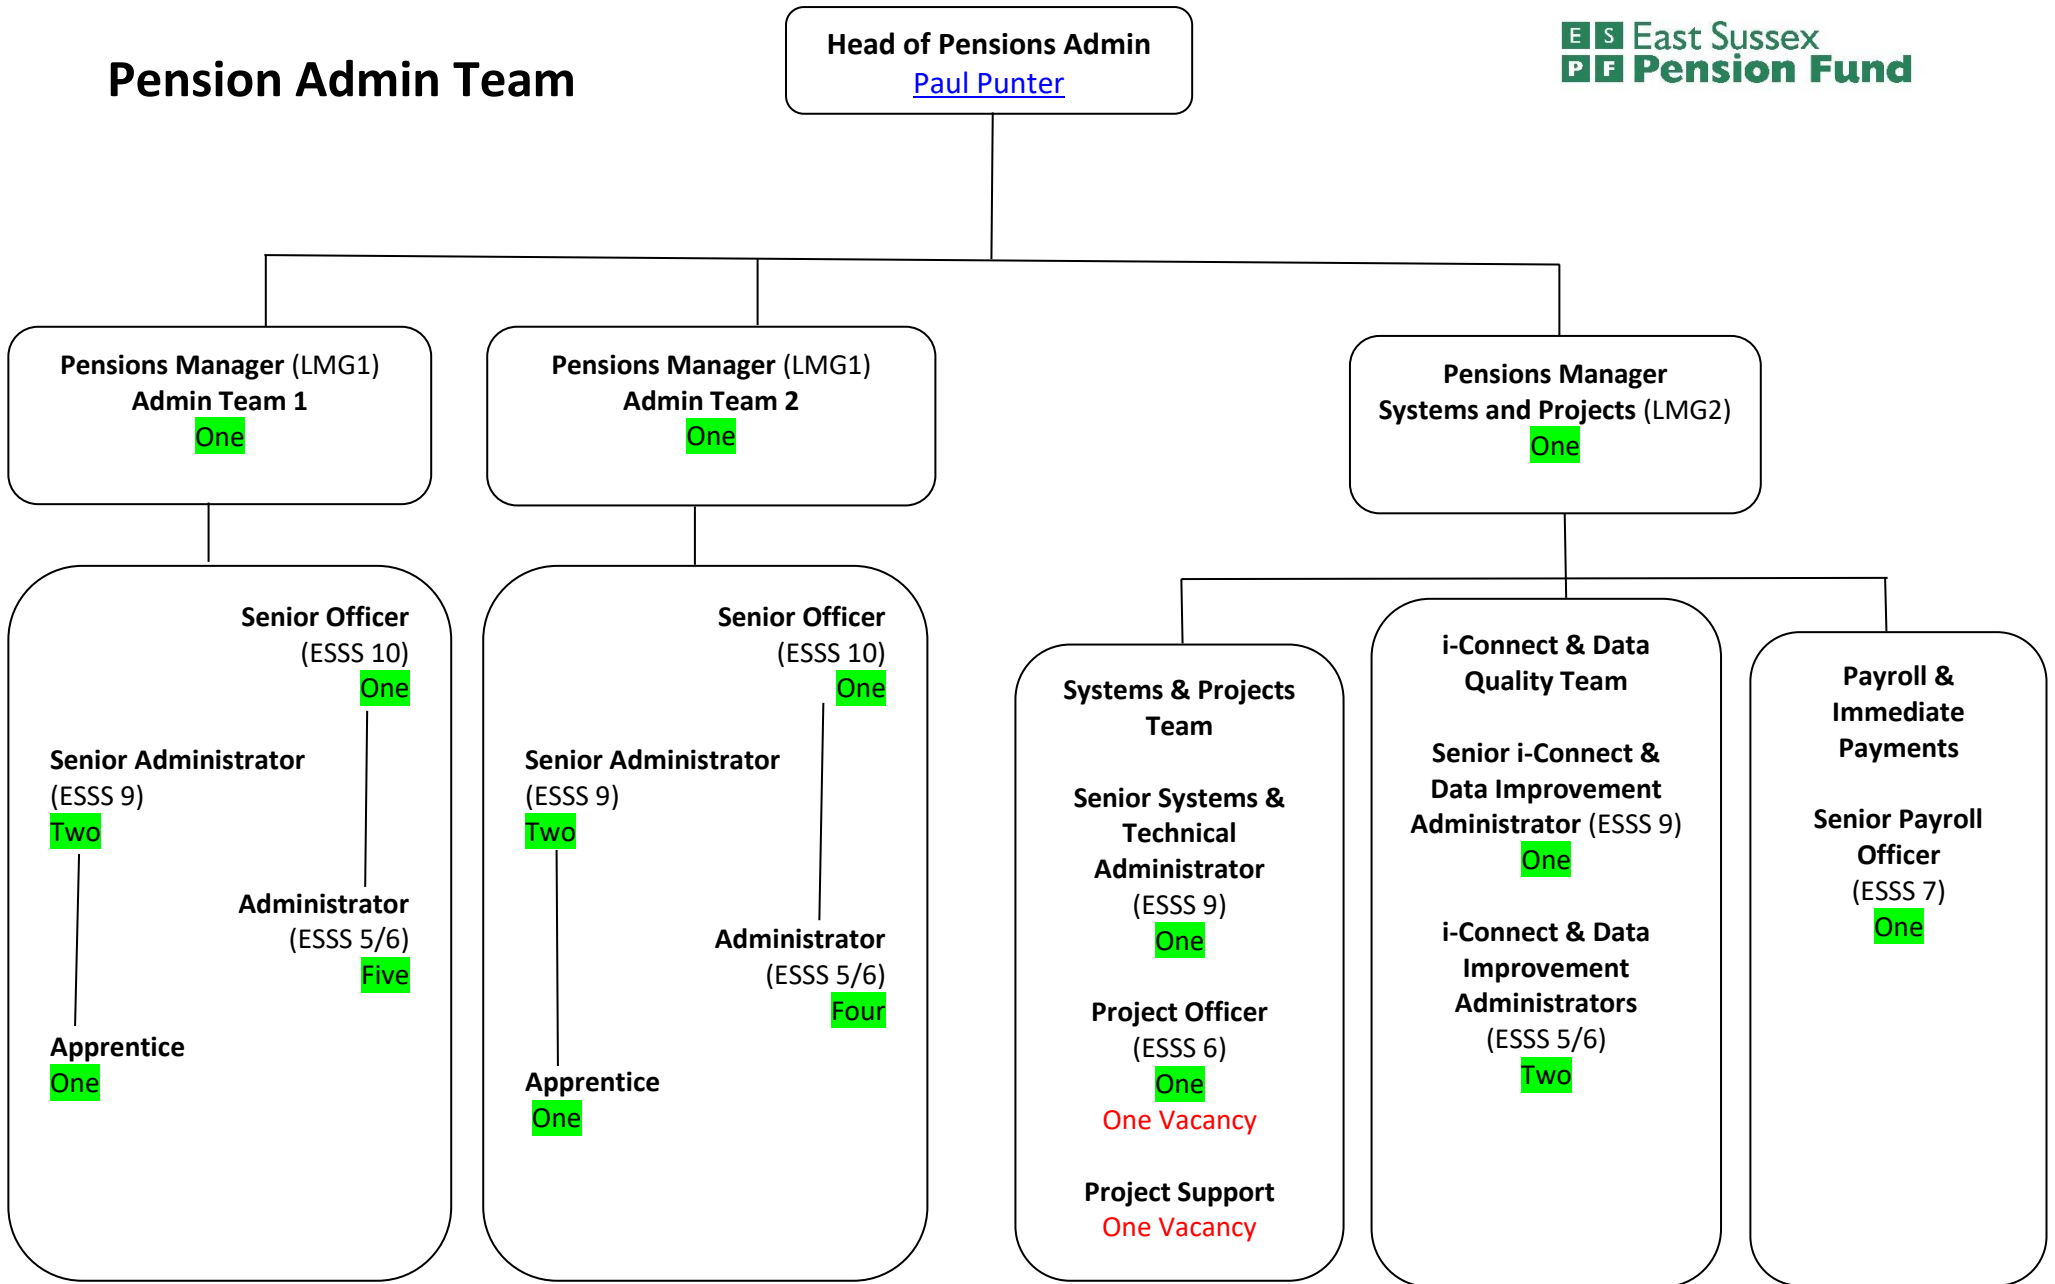 Pension Admin Team
Head of Pensions Admin
Paul Punter
E S East Sussex
P F Pension Fund
Pensions Manager (LMG1)
Admin Team 1
One
Pensions Manager (LMG1)
Admin Team 2
One
Pensions Manager
Systems and Projects (LMG2)
One
Senior Officer
(ESSS 10)
One
Senior Administrator
(ESSS 9)
Two
Administrator
(ESSS 5/6)
Five
Apprentice
One
Senior Officer
(ESSS 10)
One
Senior Administrator
(ESSS 9)
Two
Administrator
(ESSS 5/6)
Four
Apprentice
One
Systems & Projects
Team
Senior Systems &
Technical
Administrator
(ESSS 9)
One
Project Officer
(ESSS 6)
One
One Vacancy
Project Support
One Vacancy
i-Connect & Data
Quality Team
Senior i-Connect &
Data Improvement
Administrator (ESSS 9)
One
i-Connect & Data
Improvement
Administrators
(ESSS 5/6)
Two
Payroll &
Immediate
Payments
Senior Payroll
Officer
(ESSS 7)
One